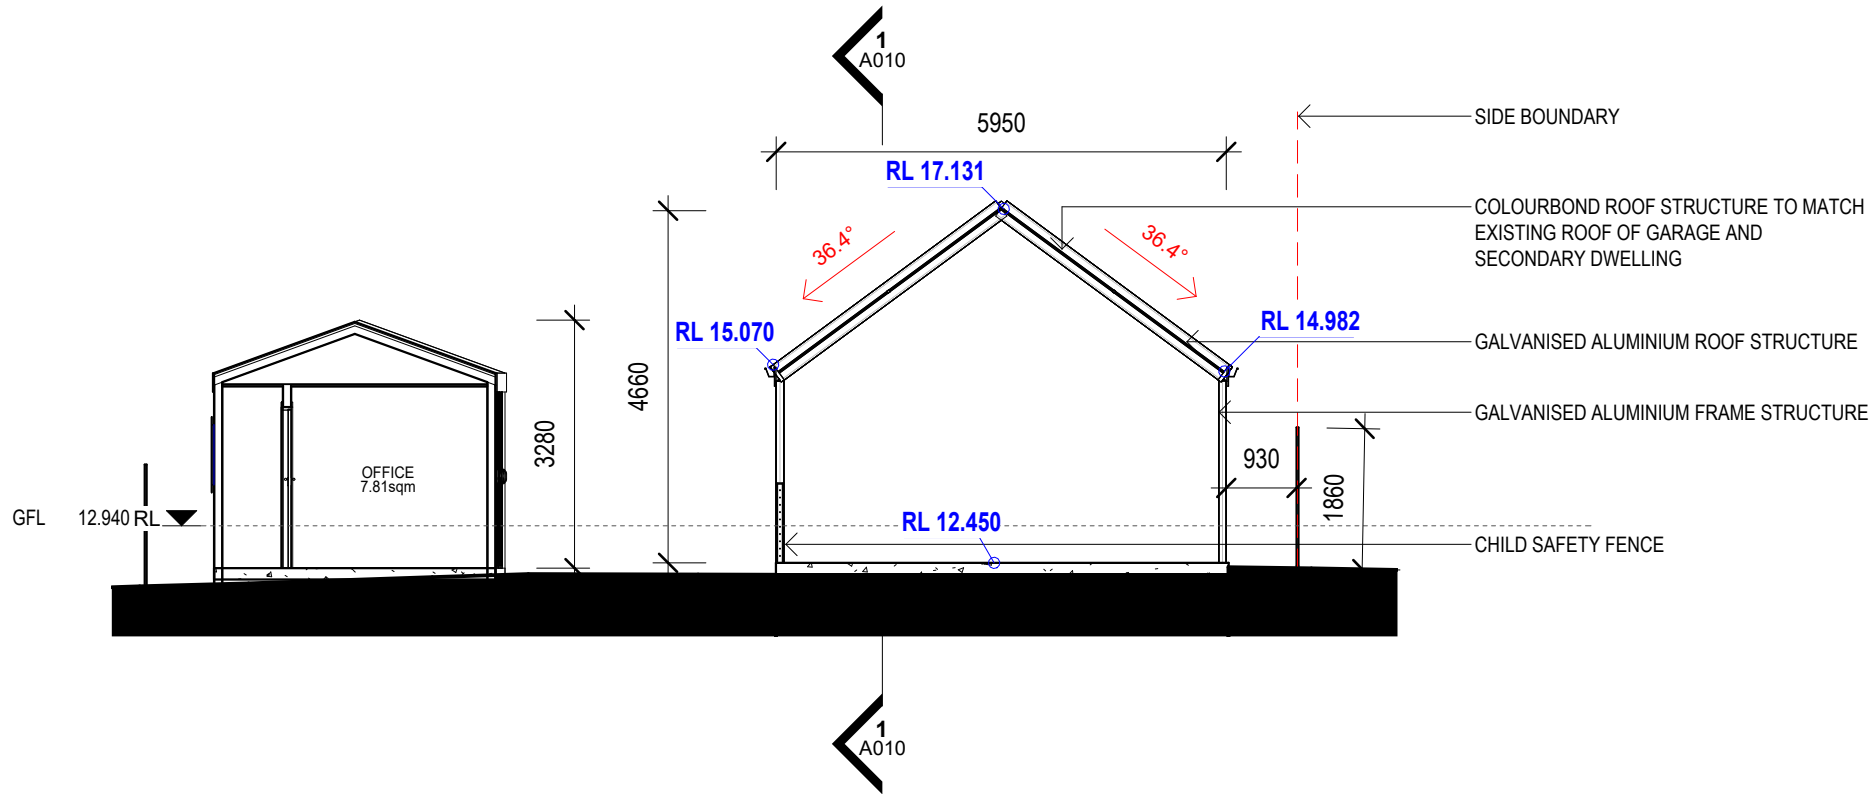 1
A010
5950
SIDE BOUNDARY
RL 17.131
COLOURBOND ROOF STRUCTURE TO MATCH
EXISTING ROOF OF GARAGE AND
SECONDARY DWELLING
36.4°
36.4°
RL 15.070
RL 14.982
GALVANISED ALUMINIUM ROOF STRUCTURE
4660
GALVANISED ALUMINIUM FRAME STRUCTURE
3280
930
1860
OFFICE
7.81sqm
GFL 12.940 RL
RL 12.450
CHILD SAFETY FENCE
1
A010